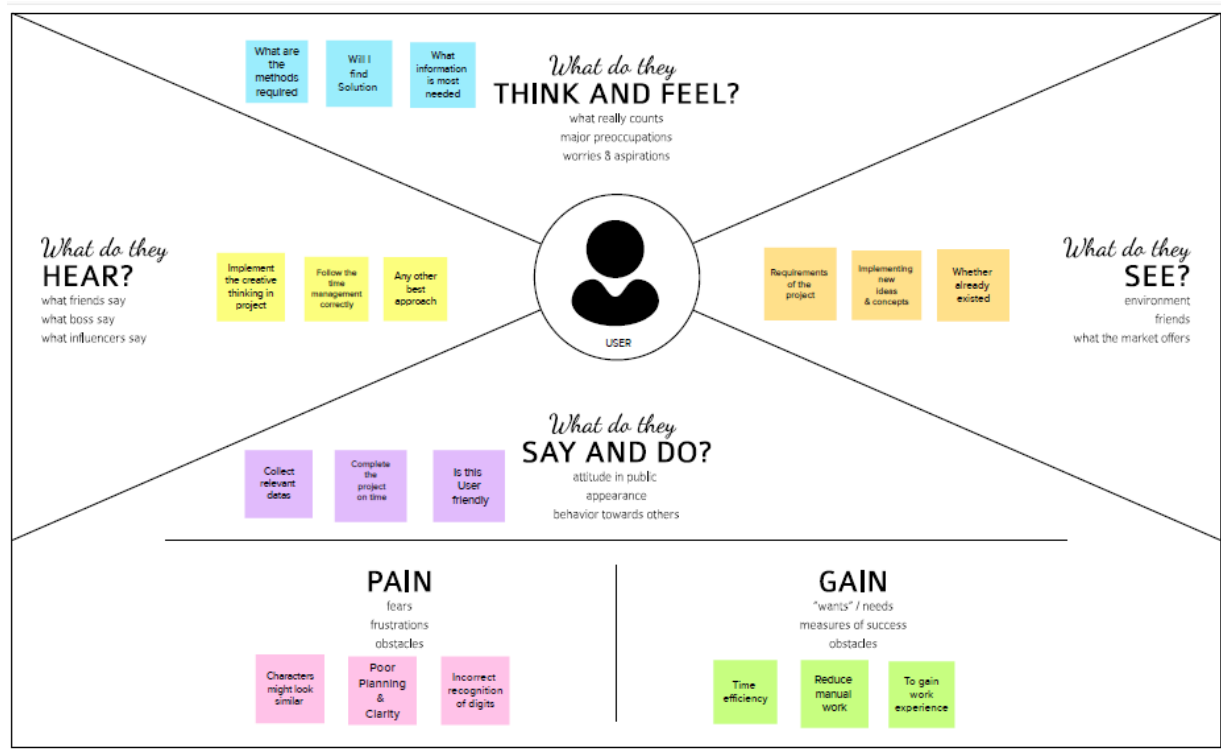 What are
the
methods
required
Will I
find
Solution
What
information
is most
needed
What do they
THINK AND FEEL?
what really counts
major preoccupations
worries & aspirations
What do they
HEAR?
what friends say
what boss say
what influencers say
Implement
the creative
thinking in
project
Follow the
time
management
correctly
Any other
best
approach
USER
Requirements
of the
project
Implementing
new
ideas
& concepts
Whether
already
existed
What do they
SEE?
environment
friends
what the market offers
What do they
SAY AND DO?
attitude in public
appearance
behavior towards others
Collect
relevant
datas
Complete
the
project
on time
Is this
User
friendly
PAIN
fears
frustrations
obstacles
Characters
might look
similar
Poor
Planning
&
Clarity
Incorrect
recognition
of digits
GAIN
"wants" / needs
measures of success
obstacles
Time
efficiency
Reduce
manual
work
To gain
work
experience